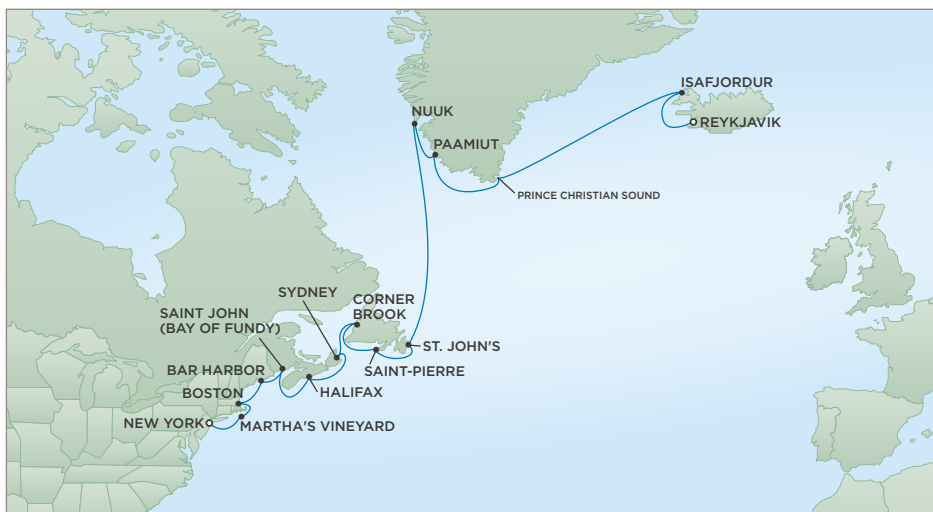 ISAFJORDUR
REYKJAVIK
NUUK
PAAMIUT
PRINCE CHRISTIAN SOUND
SYDNEY
CORNER
BROOK
SAINT JOHN
(BAY OF FUNDY)
ST. JOHN'S
SAINT-PIERRE
BAR HARBOR
HALIFAX
BOSTON
NEW YORK
MARTHA'S VINEYARD